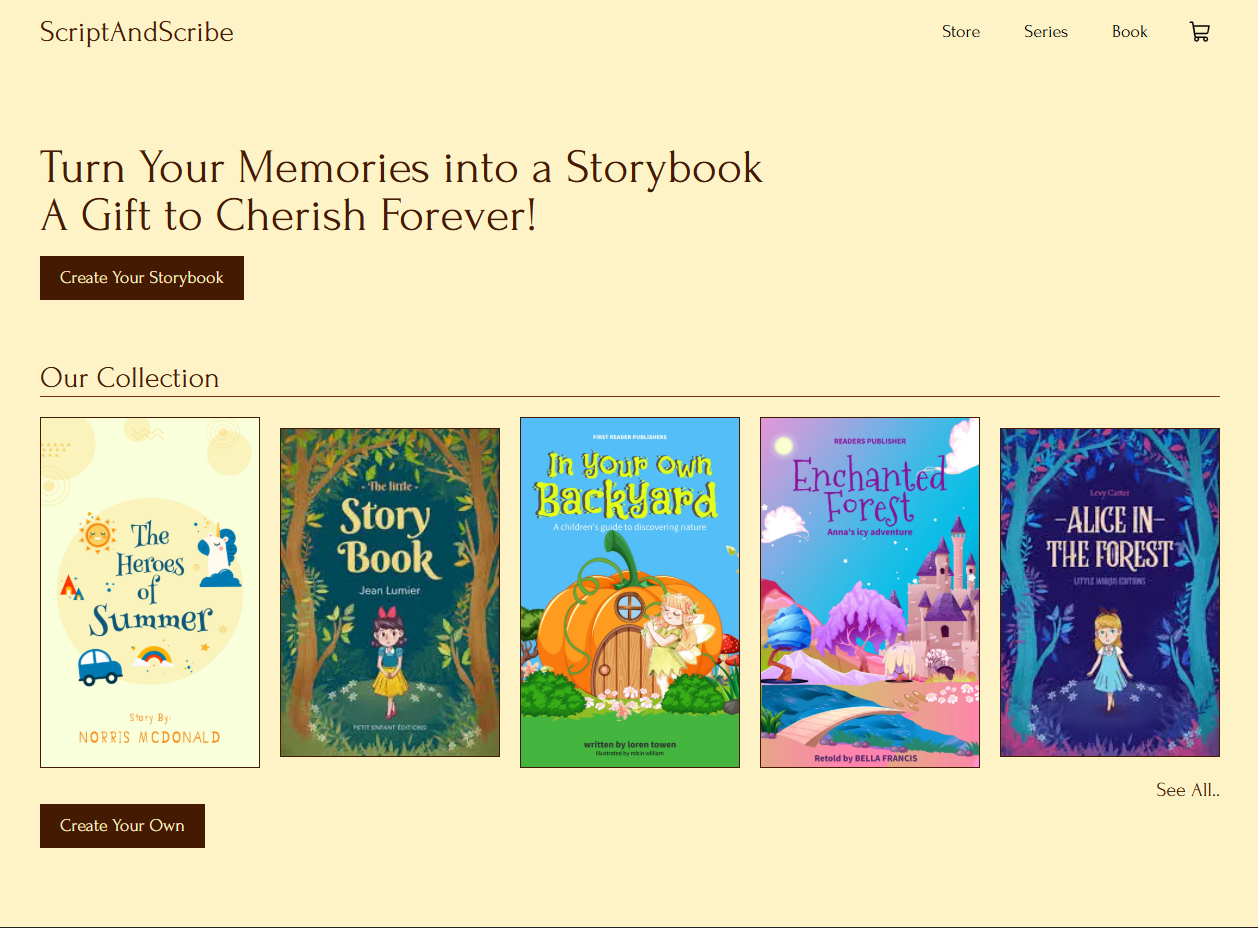 ScriptAndScribe
Store
Series
Book
Turn Your Memories into a Storybook
A Gift to Cherish Forever!
Create Your Storybook
Our Collection
The
Heroes
of
Summer
Story By:
NORRIS MCDONALD
- The little -
Story
Book
Jean Lumier
PETIT ENFANT ÉDITIONS
FIRST READER PUBLISHERS
In Your Own
Backyard
A children's guide to discovering nature
written by loren towen
illustrated by robin william
READERS PUBLISHER
Enchanted
Forest
Anna's icy adventure
Retold by BELLA FRANCIS
Levy Carter
-ALICE IN-
THE FOREST
LITTLE WORLD EDITIONS
See All..
Create Your Own